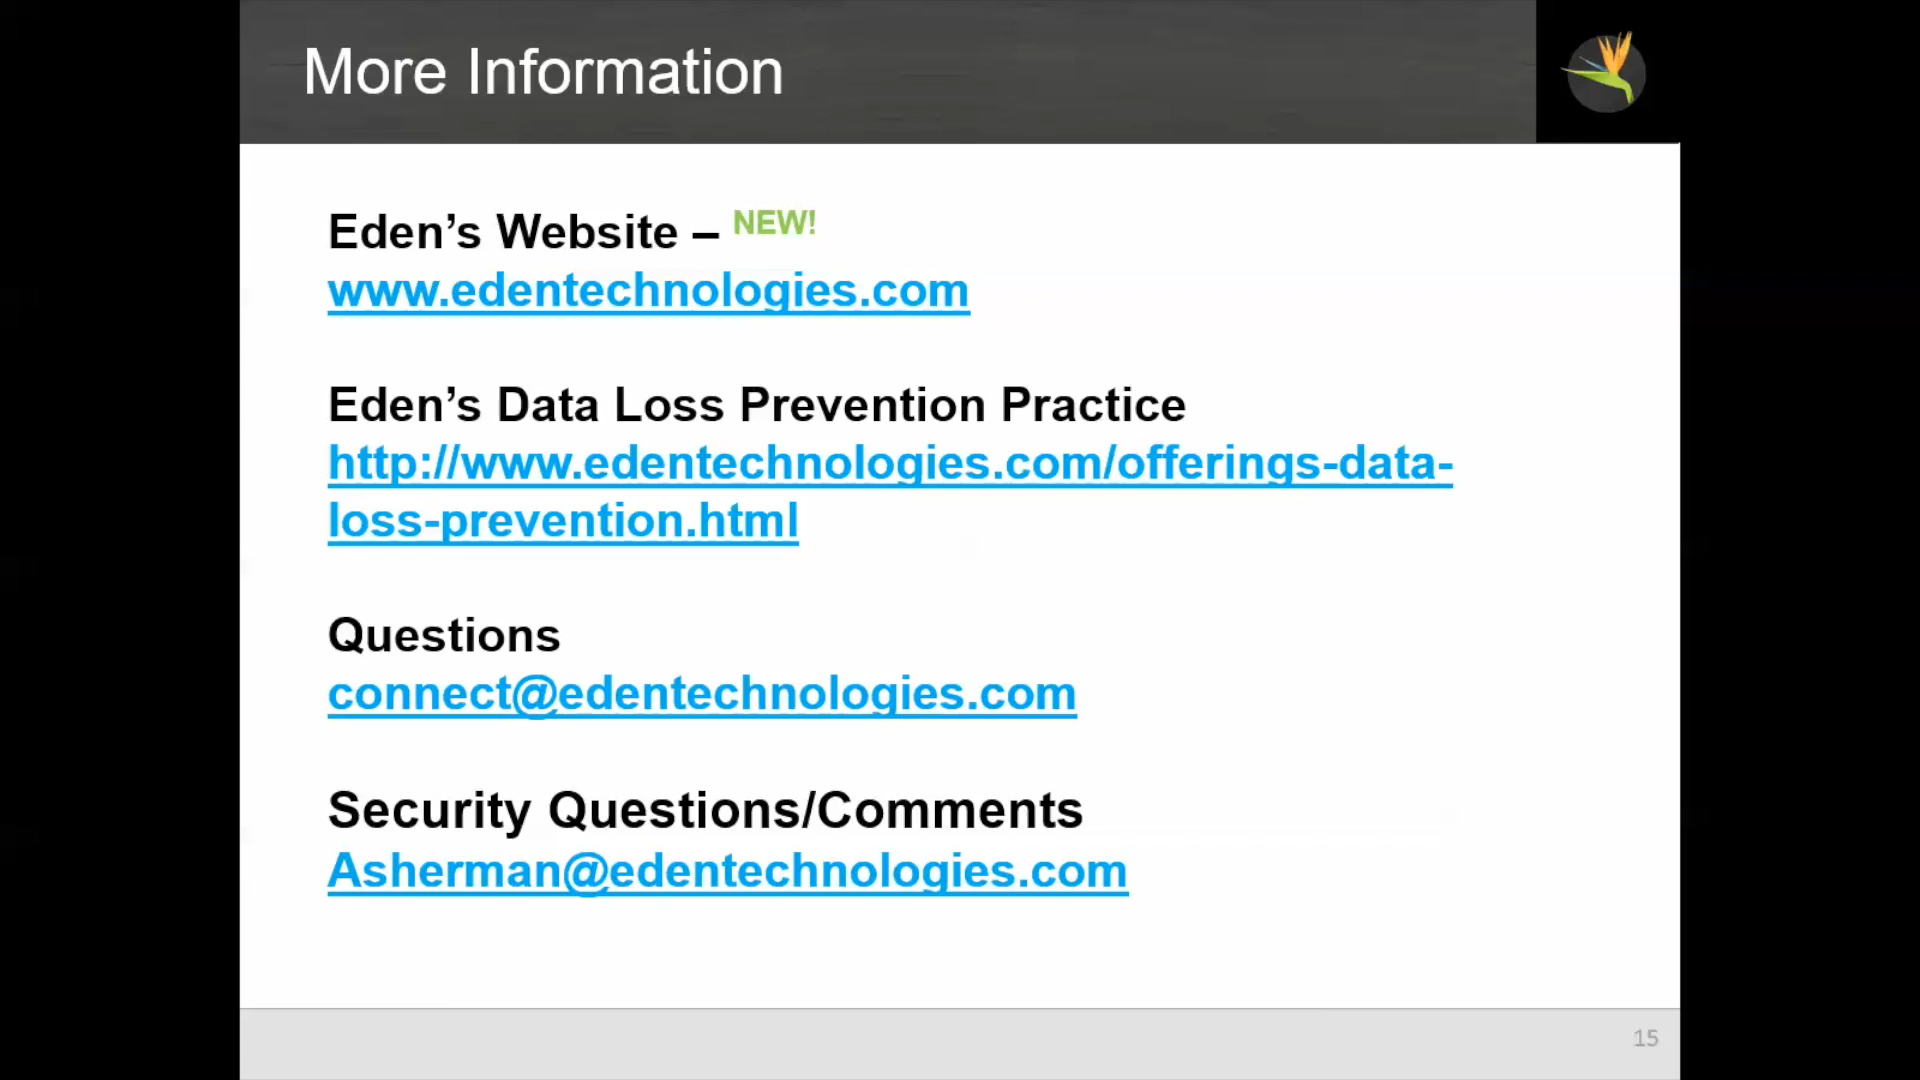 More Information
Eden’s Website – NEW!
www.edentechnologies.com
Eden’s Data Loss Prevention Practice
http://www.edentechnologies.com/offerings-data-
loss-prevention.html
Questions
connect@edentechnologies.com
Security Questions/Comments
Asherman@edentechnologies.com
15